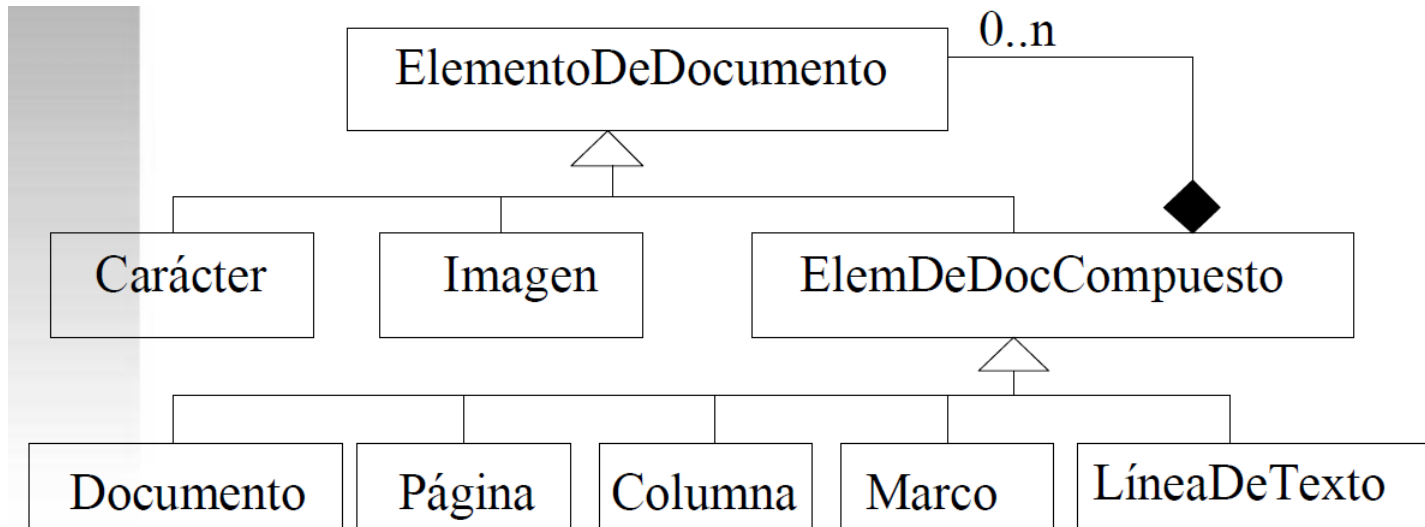 0..n
ElementoDeDocumento
Carácter
Imagen
ElemDeDocCompuesto
Documento
Página
Columna
Marco
LíneaDeTexto